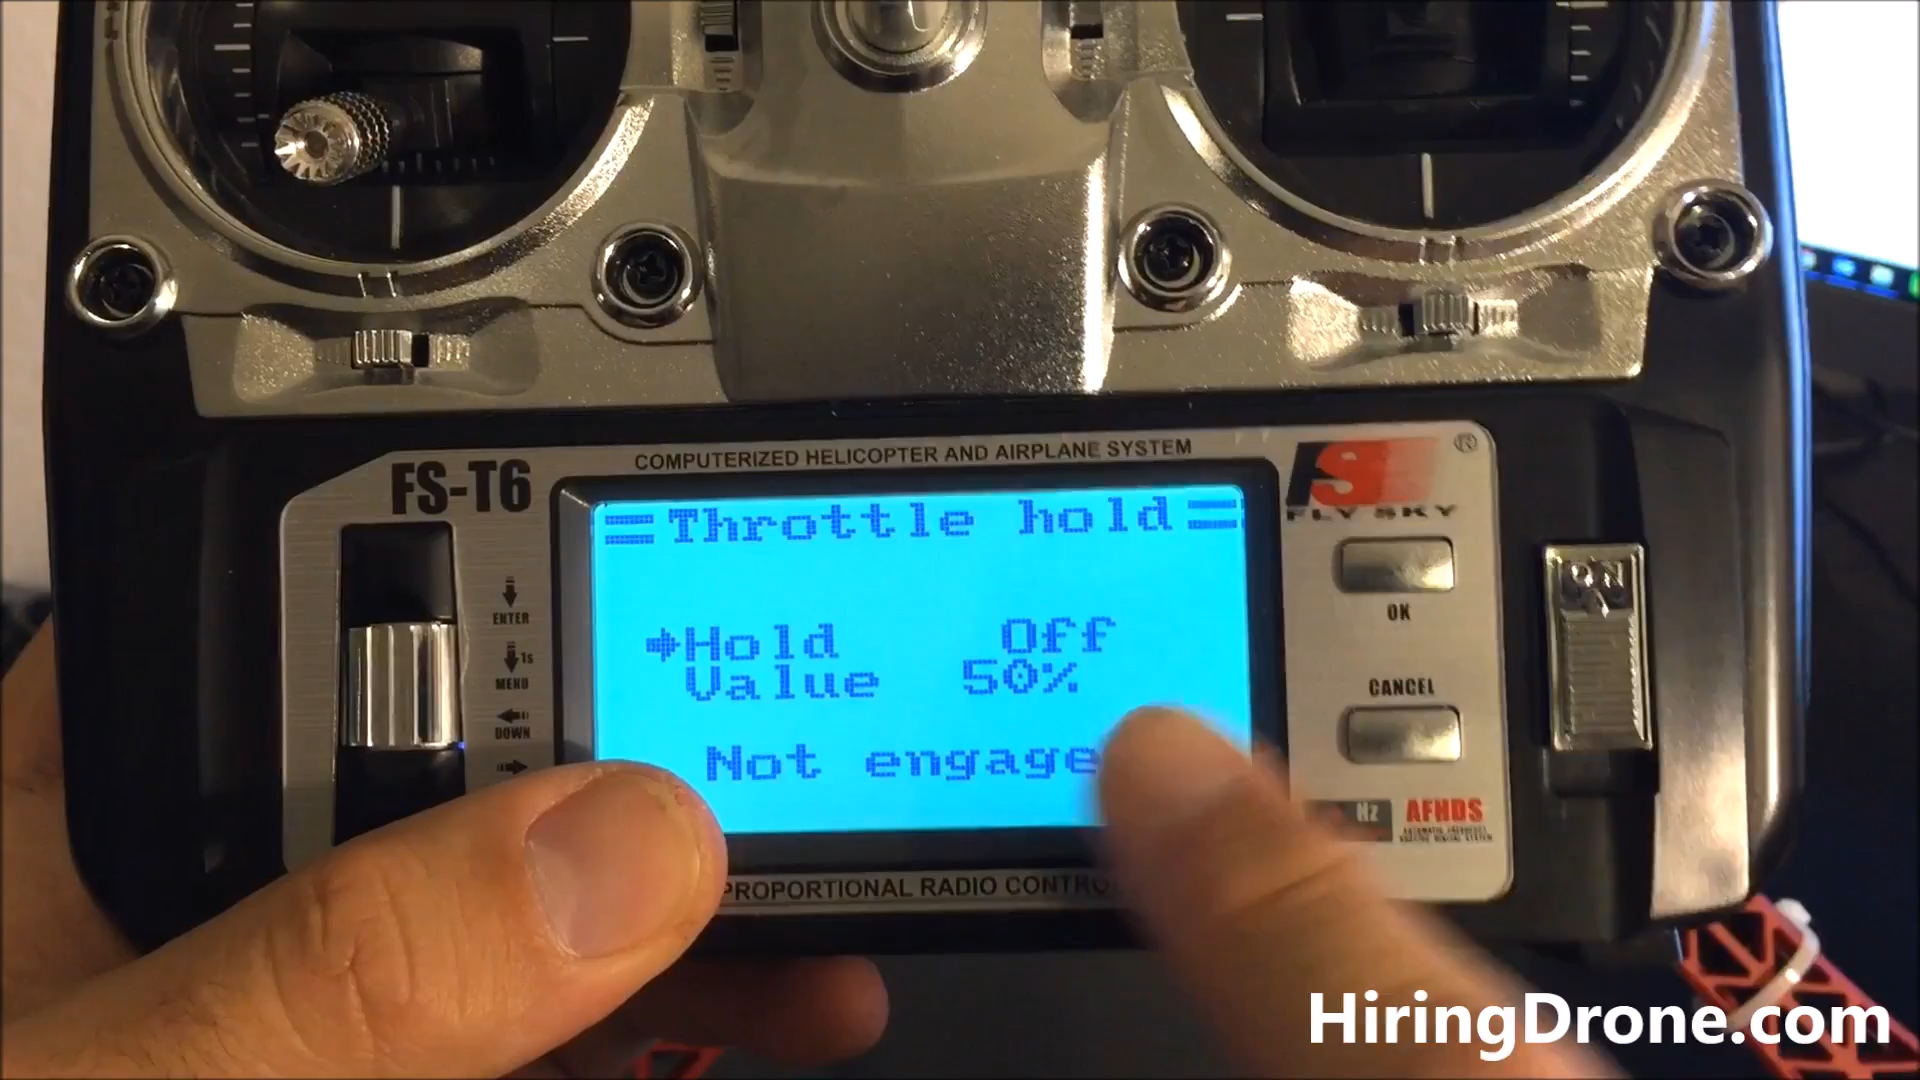 COMPUTERIZED HELICOPTER AND AIRPLANE SYSTEM
FS-T6
FLY SKY
®
Throttle hold
Hold Off
Value 50%
Not engage
ENTER
1s
MENU
DOWN
OK
CANCEL
ON
Hz
AFHDS
PROPORTIONAL RADIO CONTRO
HiringDrone.com